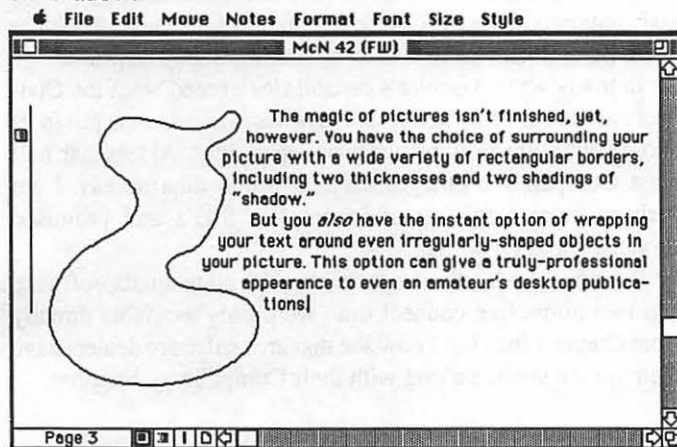 File Edit Move Notes Format Font Size Style
McN 42 (FW)
The magic of pictures isn't finished, yet,
however. You have the choice of surrounding your
picture with a wide variety of rectangular borders,
including two thicknesses and two shadings of
"shadow."
But you also have the instant option of wrapping
your text around even irregularly-shaped objects in
your picture. This option can give a truly-professional
appearance to even an amateur's desktop publica-
tions.
Page 3